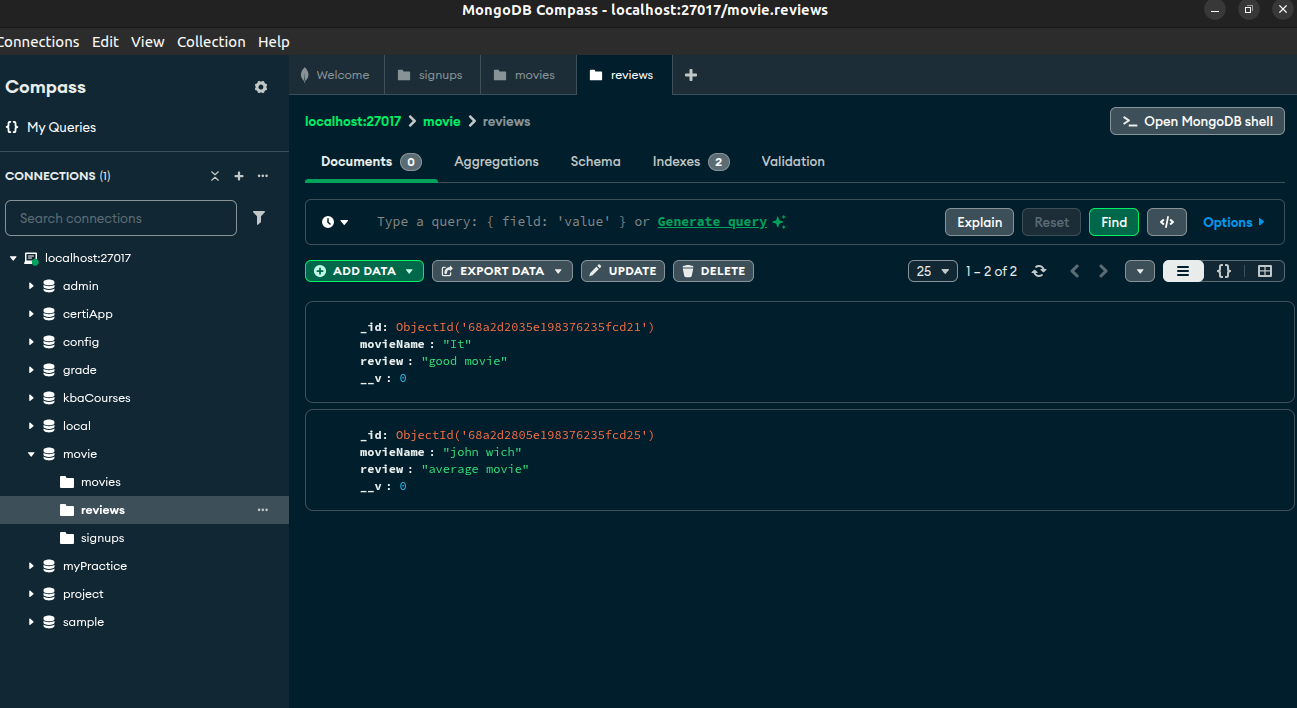 MongoDB Compass - localhost:27017/movie.reviews
Connections Edit View Collection Help
Compass
{} My Queries
CONNECTIONS (1)
Search connections
localhost:27017
admin
certiApp
config
grade
kbaCourses
local
movie
movies
reviews
signups
myPractice
project
sample
Welcome signups movies reviews
localhost:27017 > movie > reviews
>_ Open MongoDB shell
Documents 0 Aggregations Schema Indexes 2 Validation
Type a query: { field: 'value' } or Generate query
Explain Reset Find </> Options
ADD DATA EXPORT DATA UPDATE DELETE 25 1 – 2 of 2 {}
_id: ObjectId('68a2d2035e198376235fcd21')
movieName : "It"
review : "good movie"
__v : 0
_id: ObjectId('68a2d2805e198376235fcd25')
movieName : "john wich"
review : "average movie"
__v : 0